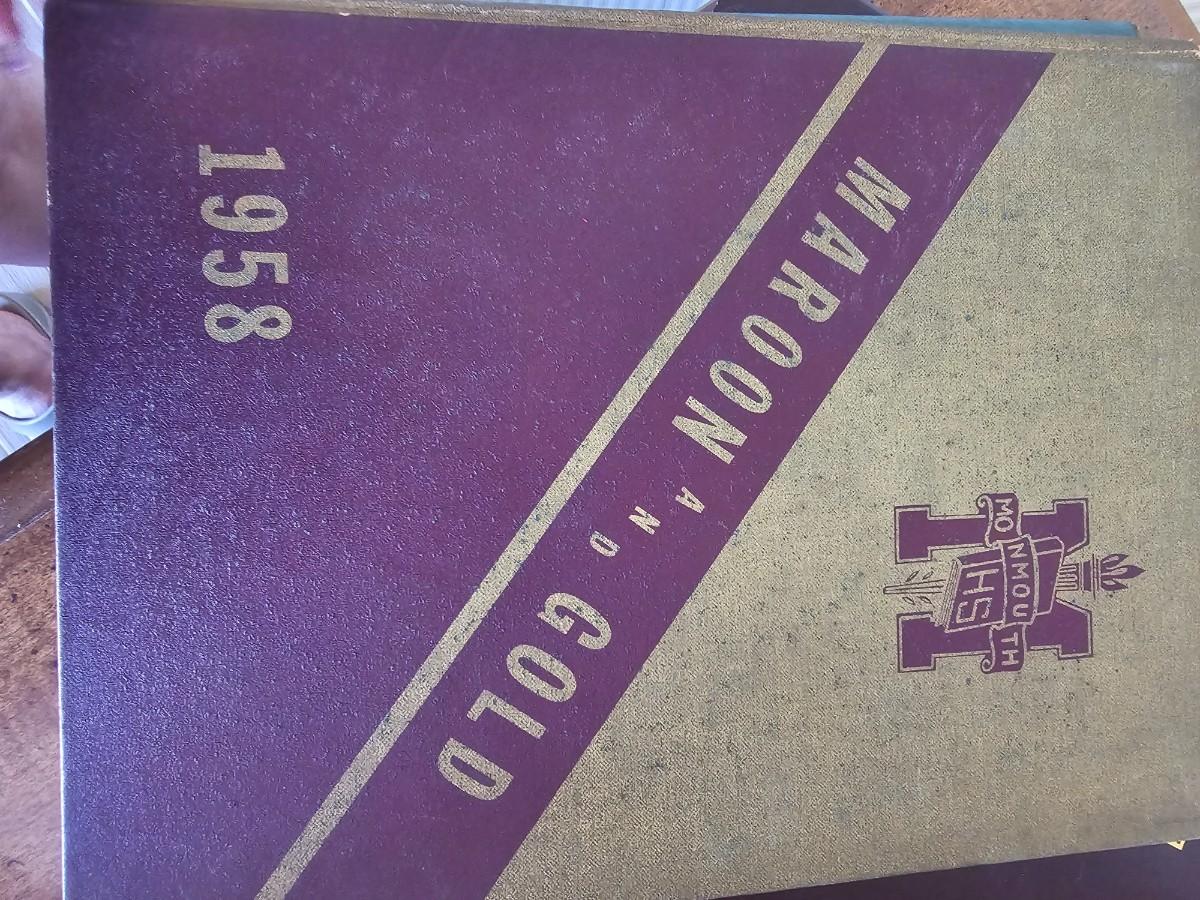 MONMOUTH
HS
MAROON AND GOLD
1958